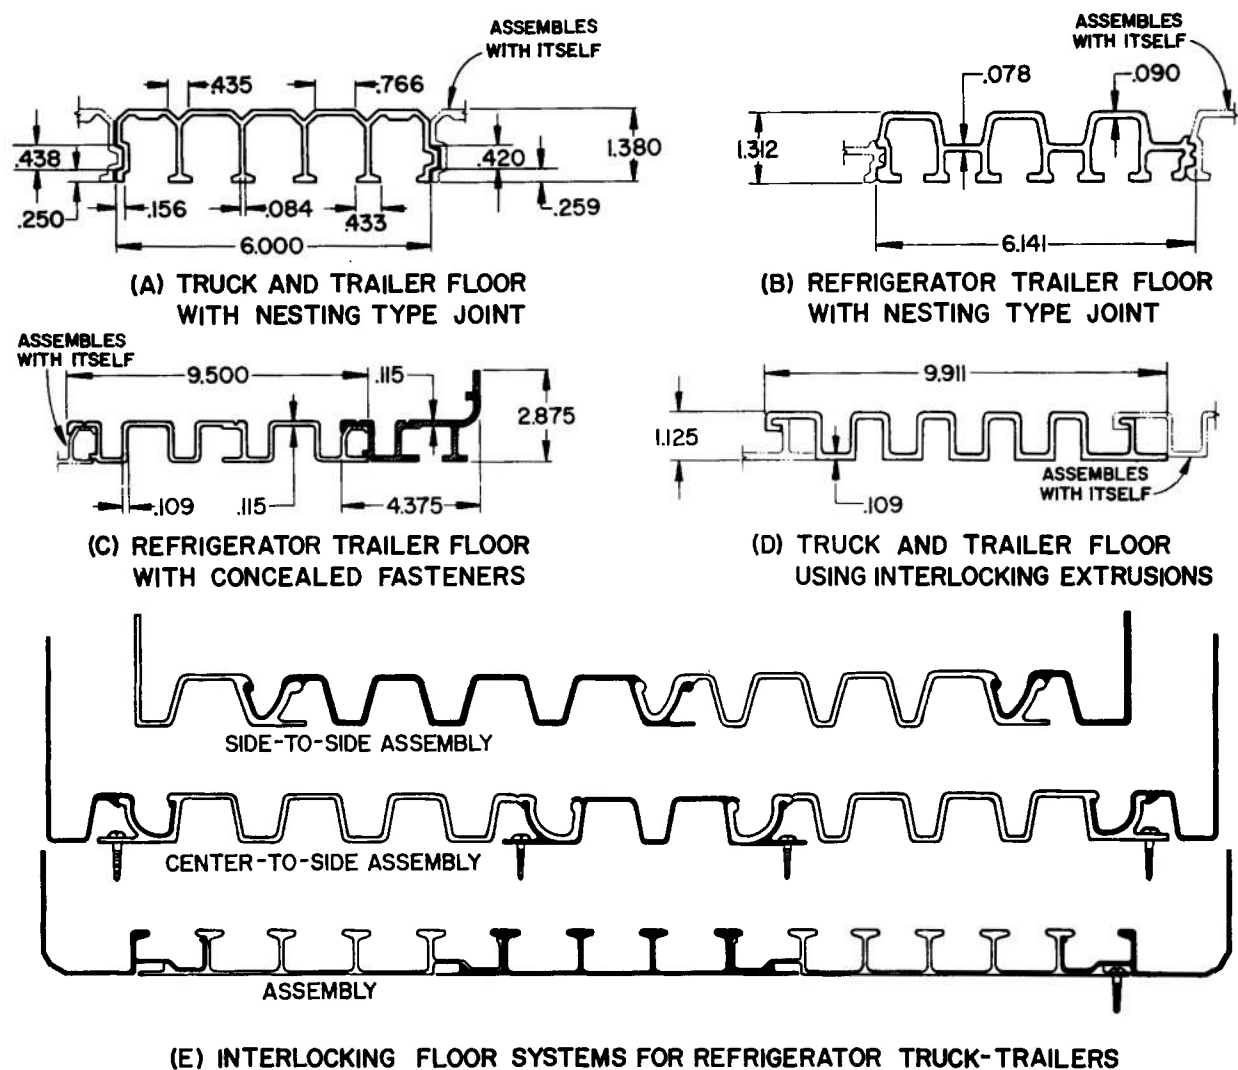 ASSEMBLES
WITH ITSELF
.435
.766
.438
.420
1.380
.250
.156
.084
.433
.259
6.000
(A) TRUCK AND TRAILER FLOOR
WITH NESTING TYPE JOINT
ASSEMBLES
WITH ITSELF
.078
.090
1.312
6.141
(B) REFRIGERATOR TRAILER FLOOR
WITH NESTING TYPE JOINT
ASSEMBLES
WITH ITSELF
9.500
.115
2.875
.109
.115
4.375
(C) REFRIGERATOR TRAILER FLOOR
WITH CONCEALED FASTENERS
9.911
1.125
ASSEMBLES
WITH ITSELF
.109
(D) TRUCK AND TRAILER FLOOR
USING INTERLOCKING EXTRUSIONS
SIDE-TO-SIDE ASSEMBLY
CENTER-TO-SIDE ASSEMBLY
ASSEMBLY
(E) INTERLOCKING FLOOR SYSTEMS FOR REFRIGERATOR TRUCK-TRAILERS